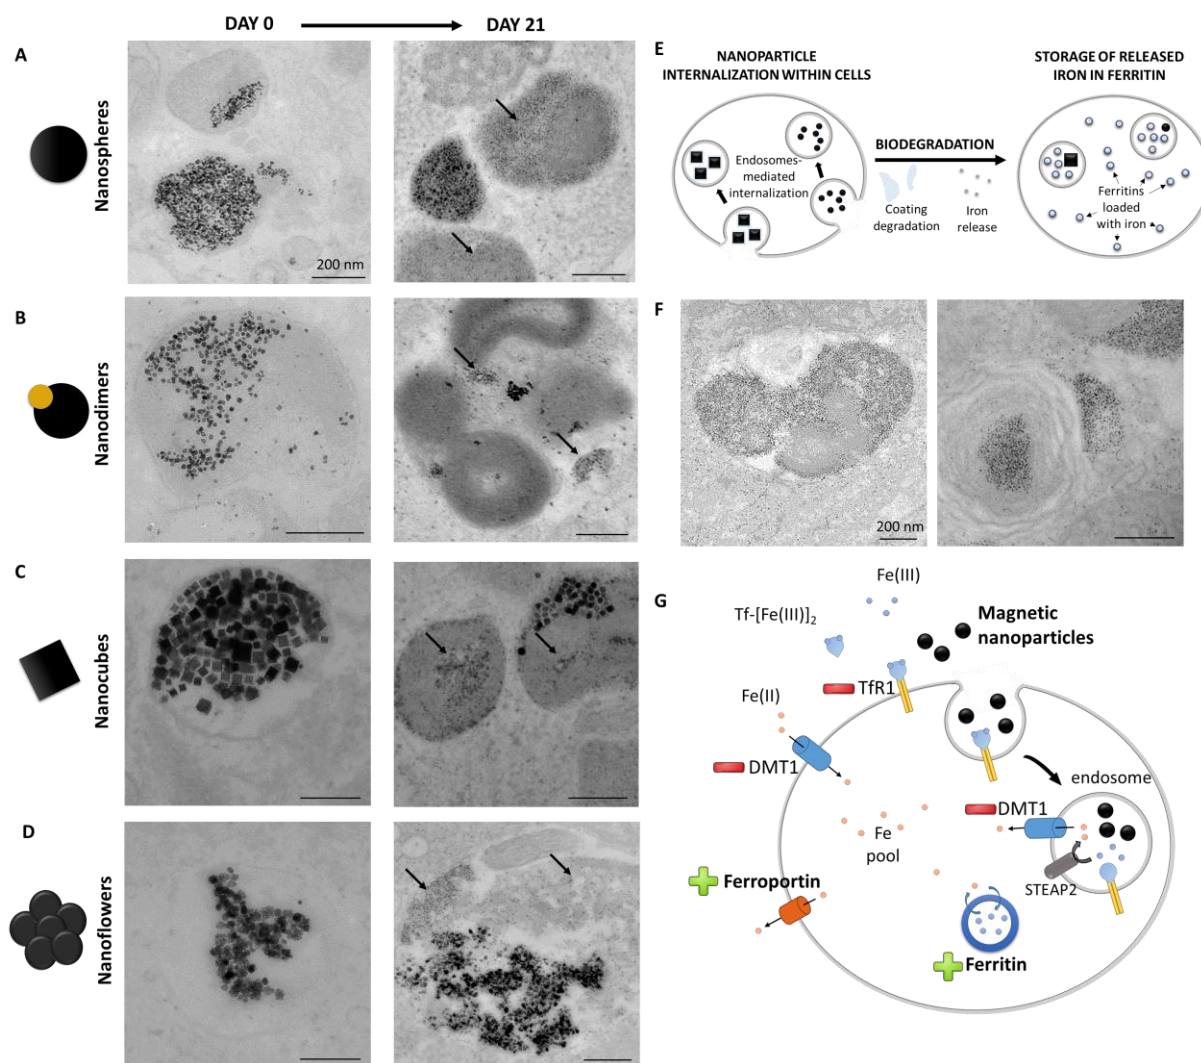 DAY 0
DAY 21
A
Nanospheres
200 nm
B
Nanodimers
C
Nanocubes
D
Nanoflowers
E
NANOPARTICLE
INTERNALIZATION WITHIN CELLS
STORAGE OF RELEASED
IRON IN FERRITIN
Endosomes-
mediated
internalization
BIODEGRADATION
Coating
degradation
Iron
release
Ferritins
loaded
with iron
F
200 nm
G
Fe(III)
Tf-[Fe(III)]₂
Magnetic
nanoparticles
TfR1
Fe(II)
DMT1
endosome
DMT1
Fe
pool
STEAP2
Ferroportin
Ferritin